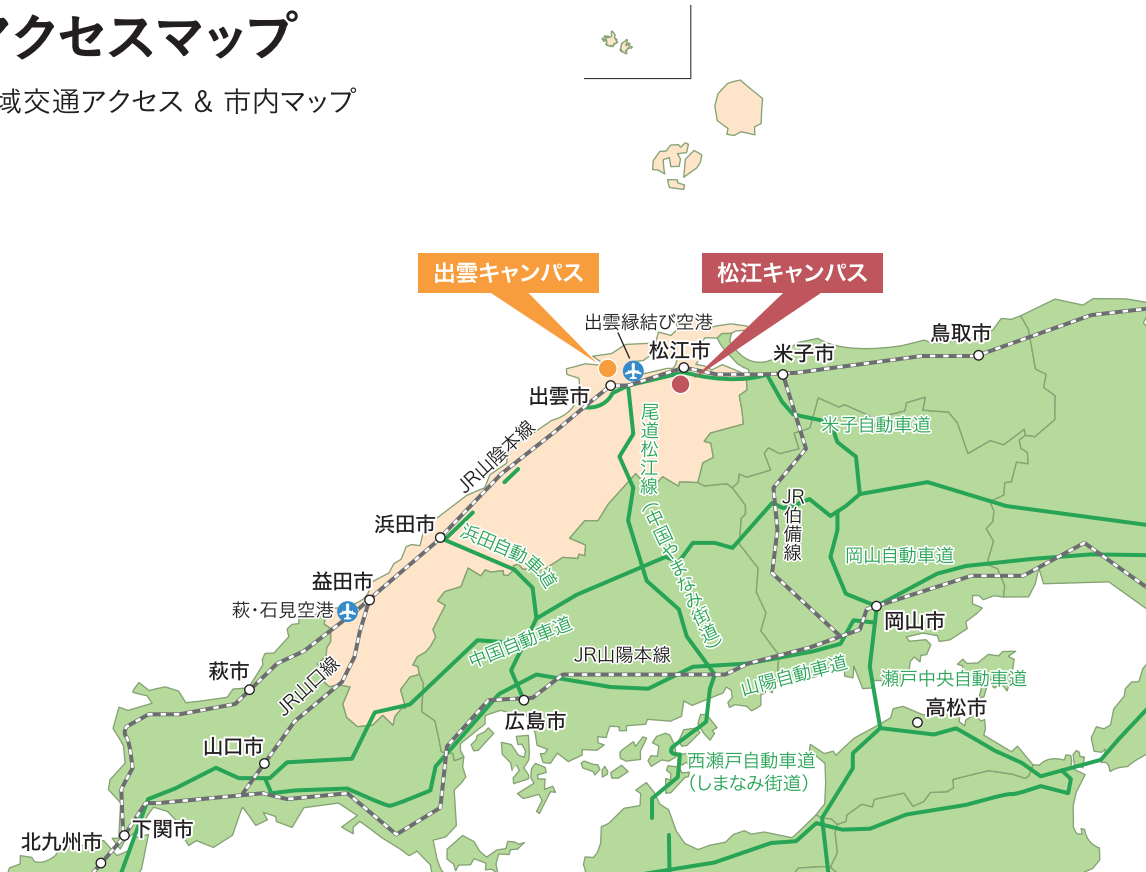 アクセスマップ
域交通アクセス & 市内マップ
出雲キャンパス
松江キャンパス
出雲縁結び空港
松江市
米子市
鳥取市
出雲市
尾道松江線(中国やまなみ街道)
米子自動車道
JR山陰本線
JR伯備線
浜田市
浜田自動車道
岡山自動車道
益田市
萩・石見空港
岡山市
中国自動車道
JR山陽本線
萩市
JR山口線
山陽自動車道
瀬戸中央自動車道
高松市
広島市
山口市
西瀬戸自動車道
(しまなみ街道)
下関市
北九州市